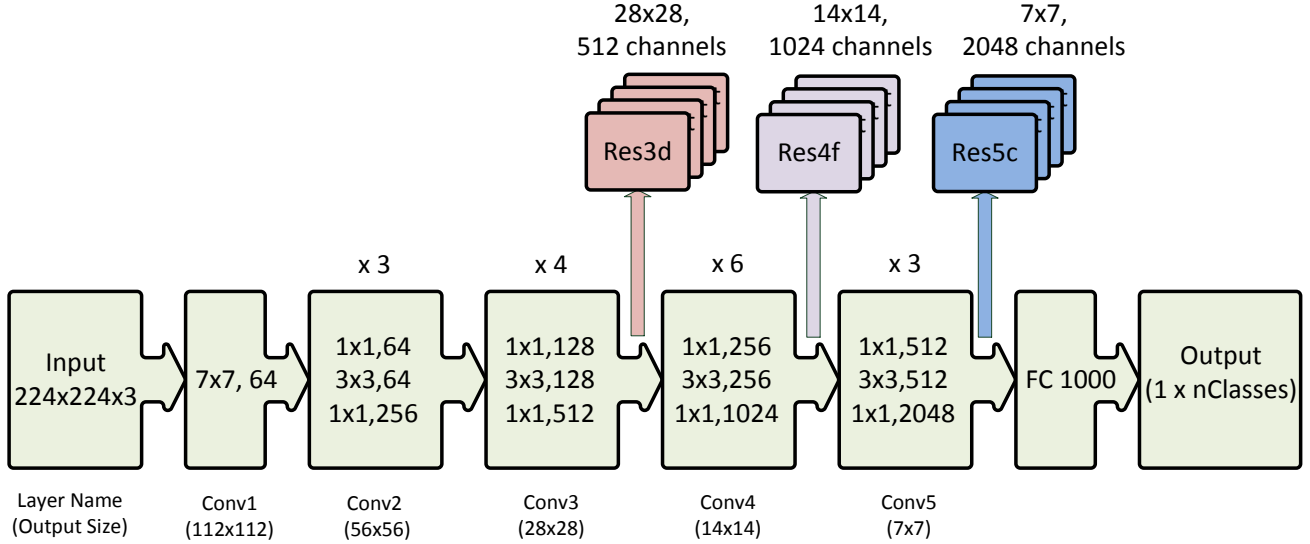 28x28,
512 channels
14x14,
1024 channels
7x7,
2048 channels
Res3d
Res4f
Res5c
x 3
x 4
x 6
x 3
Input
224x224x3
7x7, 64
1x1,64
3x3,64
1x1,256
1x1,128
3x3,128
1x1,512
1x1,256
3x3,256
1x1,1024
1x1,512
3x3,512
1x1,2048
FC 1000
Output
(1 x nClasses)
Layer Name
(Output Size)
Conv1
(112x112)
Conv2
(56x56)
Conv3
(28x28)
Conv4
(14x14)
Conv5
(7x7)